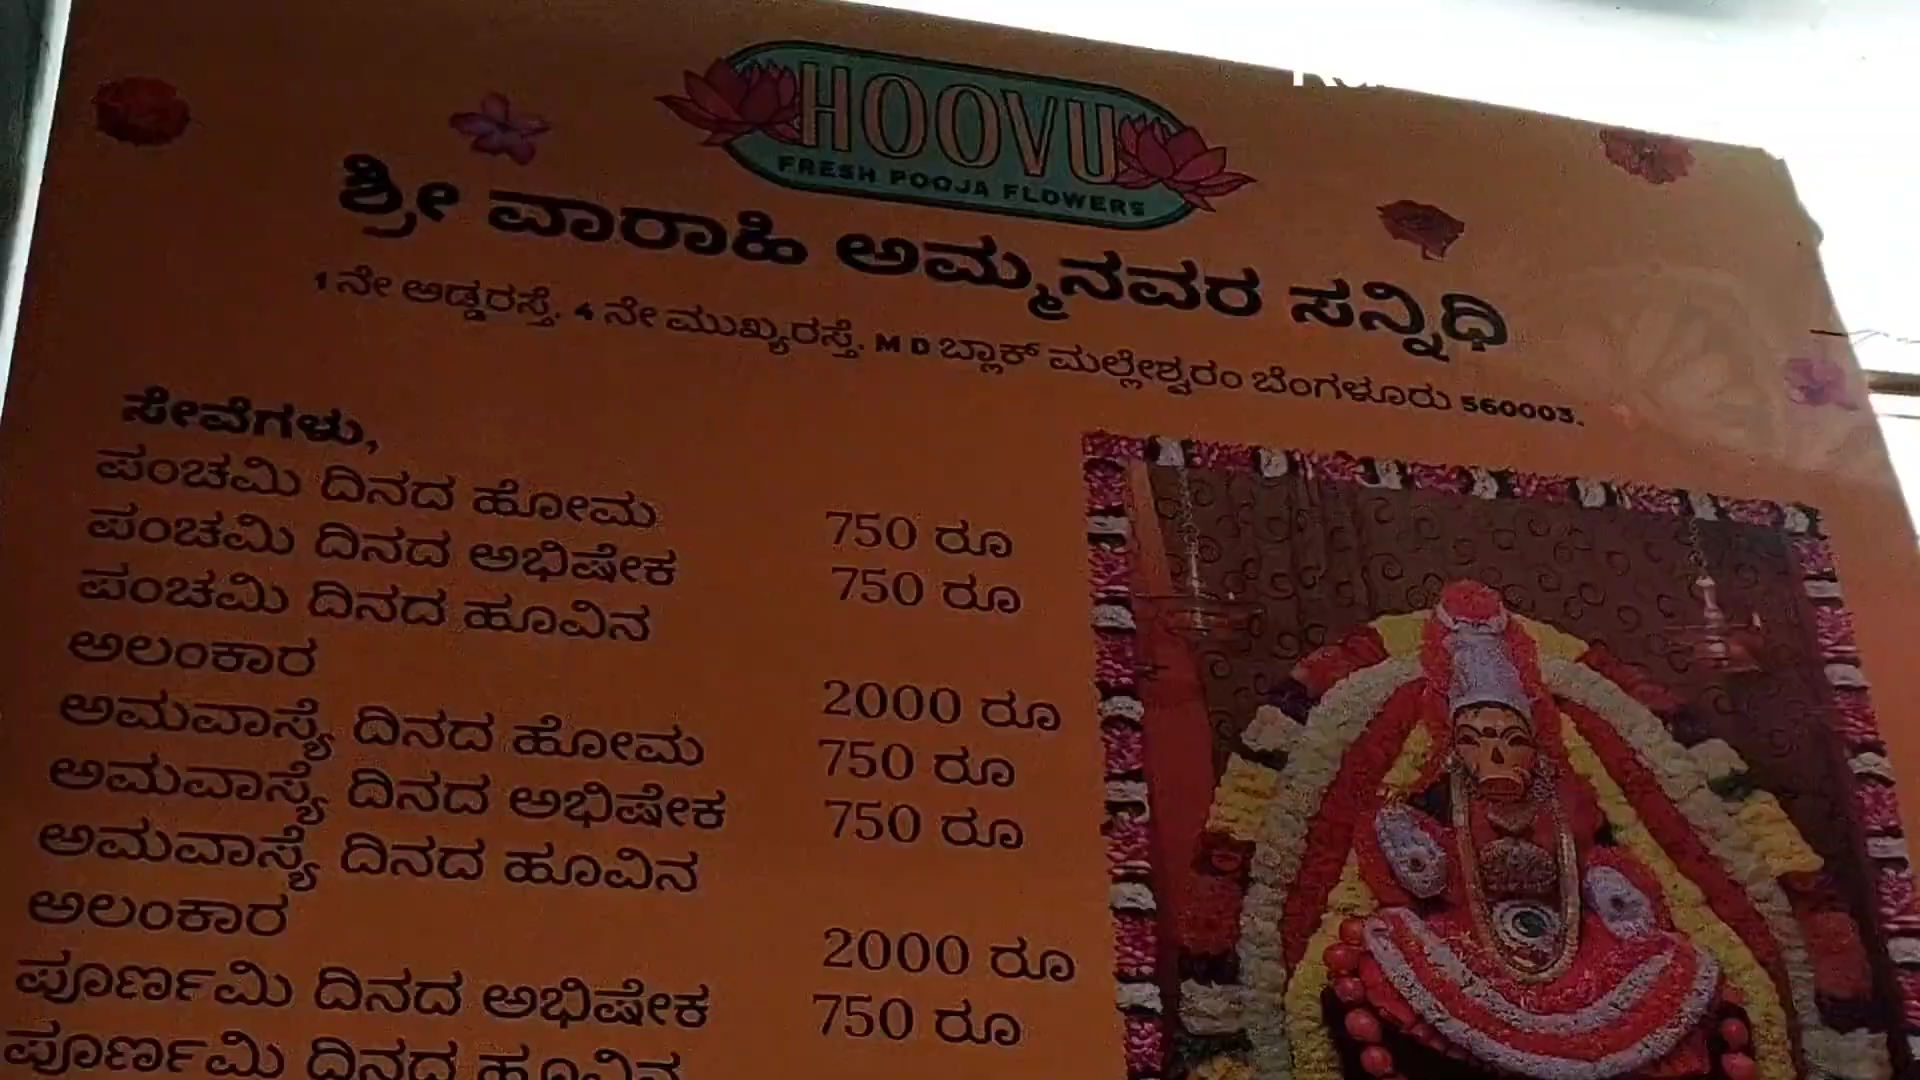 HOOVU
FRESH POOJA FLOWERS
ಶ್ರೀ ವಾರಾಹಿ ಅಮ್ಮನವರ ಸನ್ನಿಧಿ
1 ನೇ ಅಡ್ಡರಸ್ತೆ, 4 ನೇ ಮುಖ್ಯರಸ್ತೆ, M D ಬ್ಲಾಕ್ ಮಲ್ಲೇಶ್ವರಂ ಬೆಂಗಳೂರು 560003.
ಸೇವೆಗಳು,
ಪಂಚಮಿ ದಿನದ ಹೋಮ 750 ರೂ
ಪಂಚಮಿ ದಿನದ ಅಭಿಷೇಕ 750 ರೂ
ಪಂಚಮಿ ದಿನದ ಹೂವಿನ
ಅಲಂಕಾರ 2000 ರೂ
ಅಮವಾಸ್ಯೆ ದಿನದ ಹೋಮ 750 ರೂ
ಅಮವಾಸ್ಯೆ ದಿನದ ಅಭಿಷೇಕ 750 ರೂ
ಅಮವಾಸ್ಯೆ ದಿನದ ಹೂವಿನ
ಅಲಂಕಾರ 2000 ರೂ
ಪೂರ್ಣಮಿ ದಿನದ ಅಭಿಷೇಕ 750 ರೂ
ಪೂರ್ಣಮಿ ದಿನದ ಹೂವಿನ